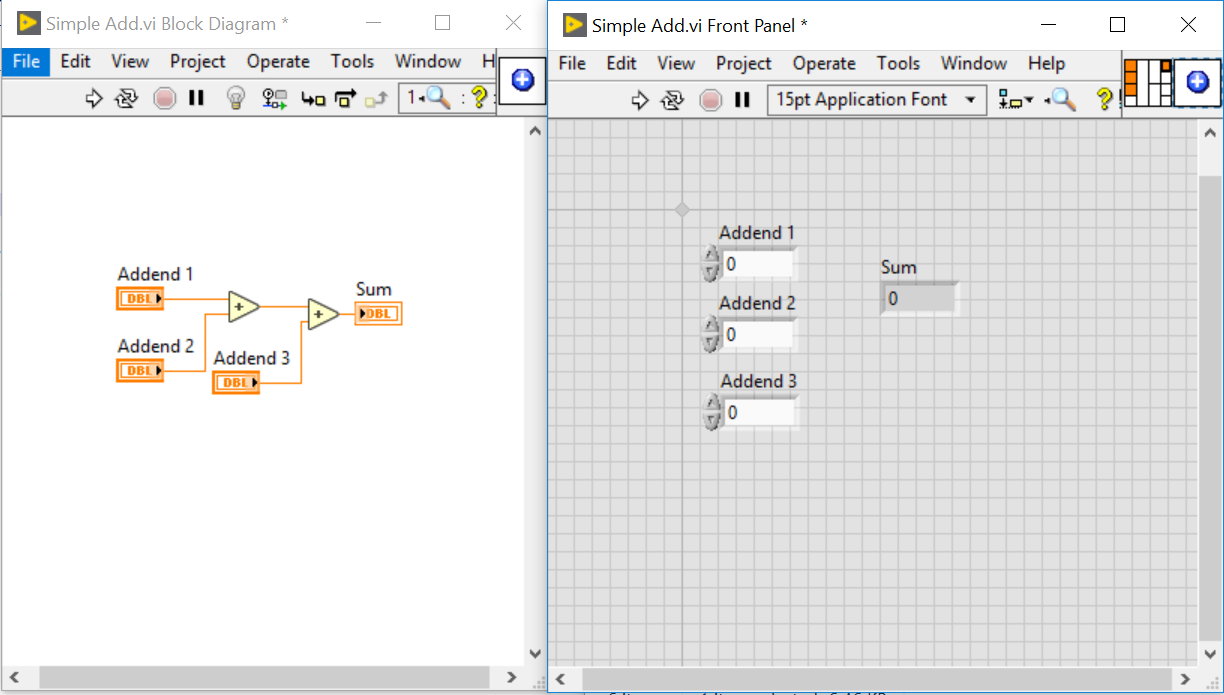 Simple Add.vi Block Diagram *
File Edit View Project Operate Tools Window H
1
?
Addend 1
DBL
Addend 2
DBL
Addend 3
DBL
Sum
DBL
Simple Add.vi Front Panel *
File Edit View Project Operate Tools Window Help
15pt Application Font
?
Addend 1
0
Addend 2
0
Addend 3
0
Sum
0